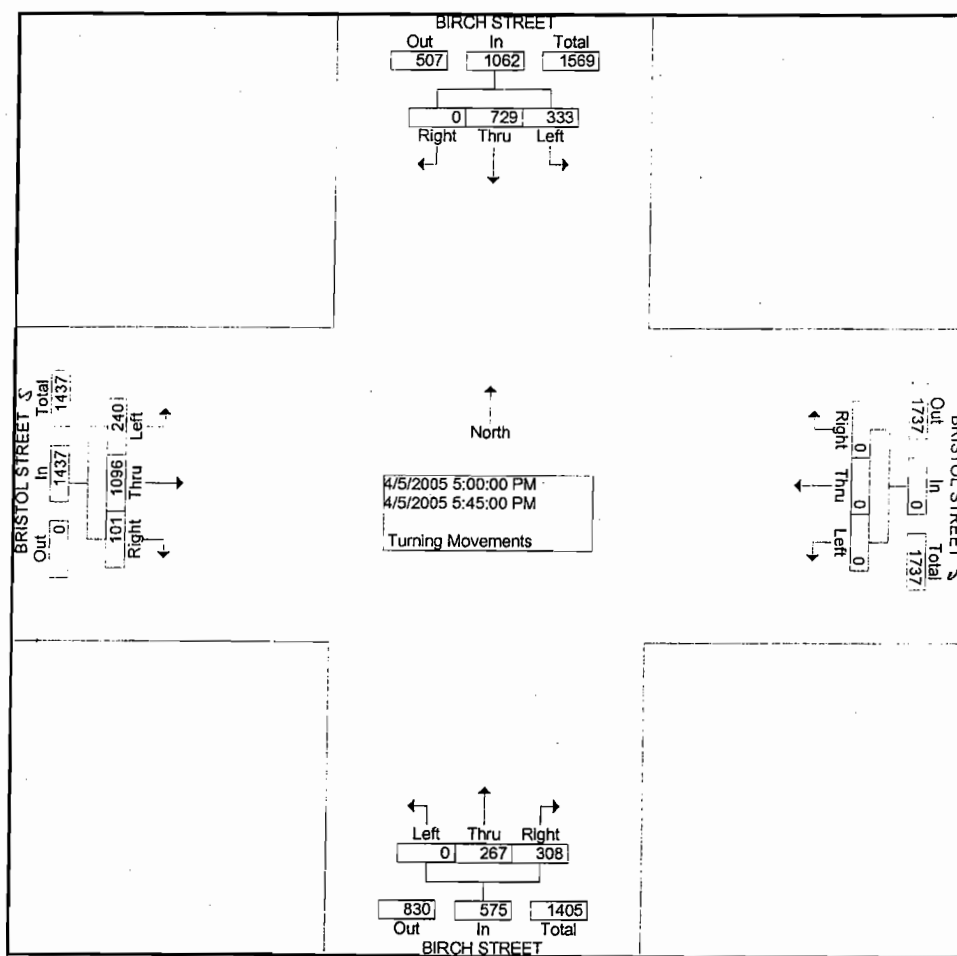 BIRCH STREET
Out In Total
507 1062 1569
0 729 333
Right Thru Left
BRISTOL STREET S
Total In Out
1437 1437 0
240 1096 101
Left Thru Right
North
4/5/2005 5:00:00 PM
4/5/2005 5:45:00 PM
Turning Movements
Right Thru Left
0 0 0
Out In Total
1737 0 1737
BRISTOL STREET S
Left Thru Right
0 267 308
830 575 1405
Out In Total
BIRCH STREET